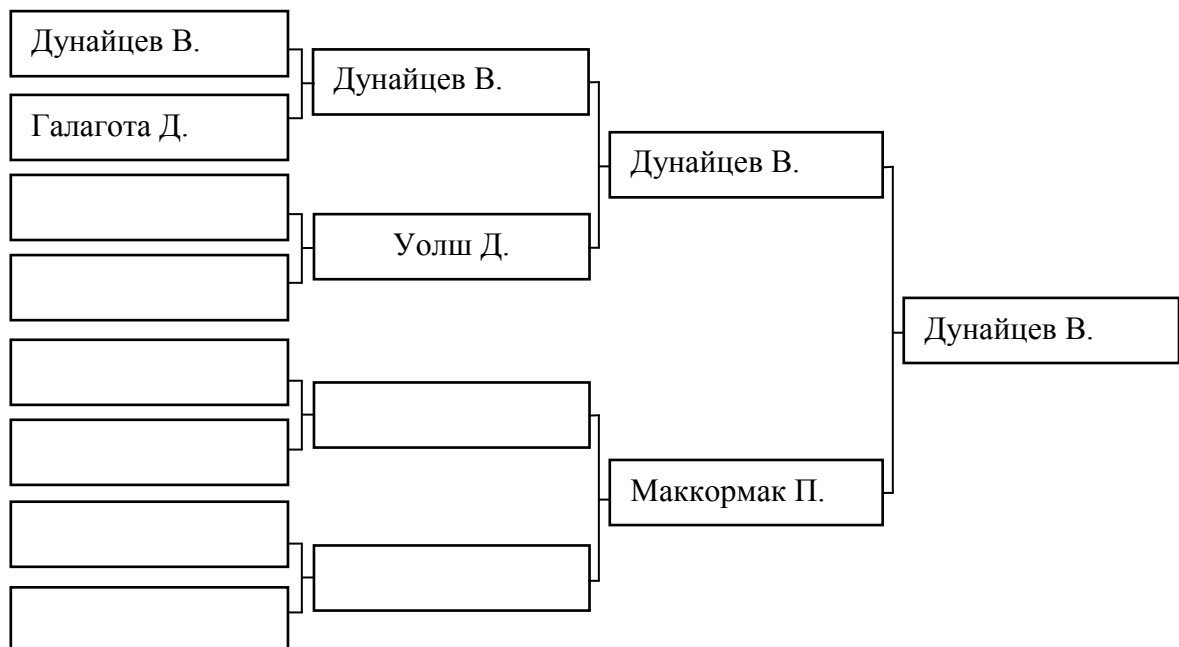 Дунайцев В.
Галагота Д.
Дунайцев В.
Уолш Д.
Дунайцев В.
Маккормак П.
Дунайцев В.